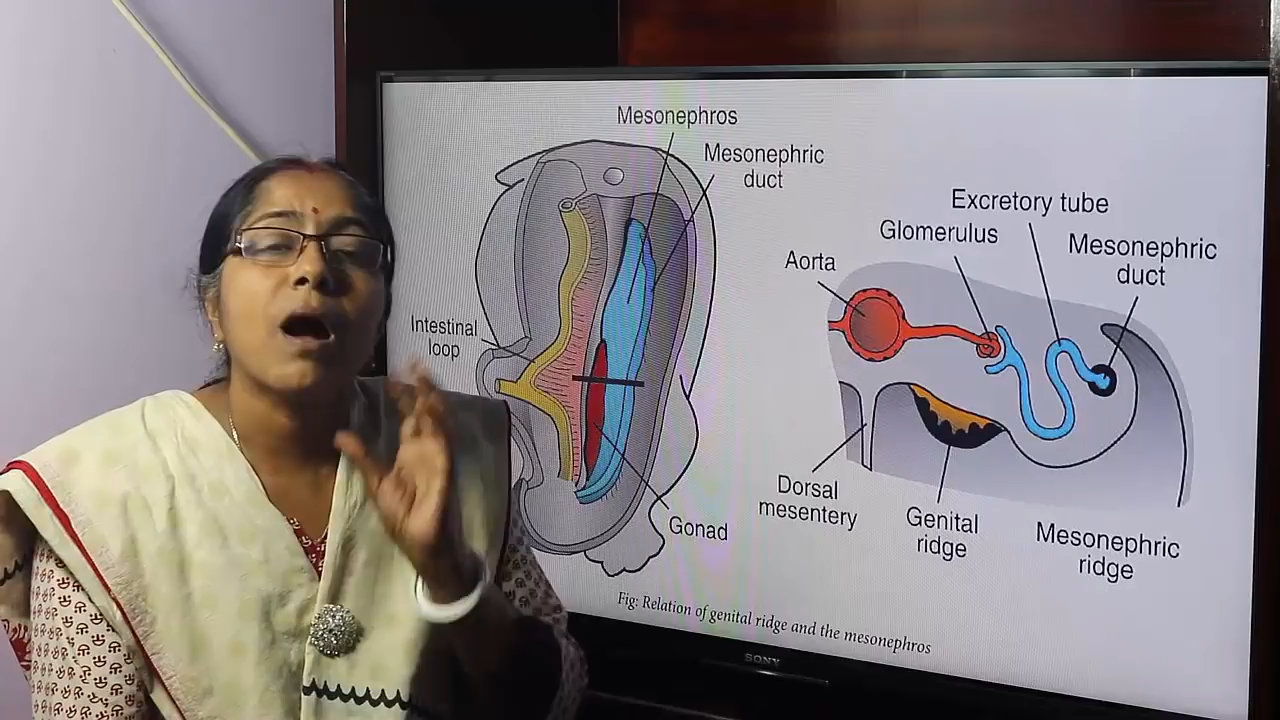 Mesonephros
Mesonephric
duct
Intestinal
loop
Gonad
Excretory tube
Glomerulus
Mesonephric
duct
Aorta
Dorsal
mesentery
Genital
ridge
Mesonephric
ridge
Fig: Relation of genital ridge and the mesonephros
SONY